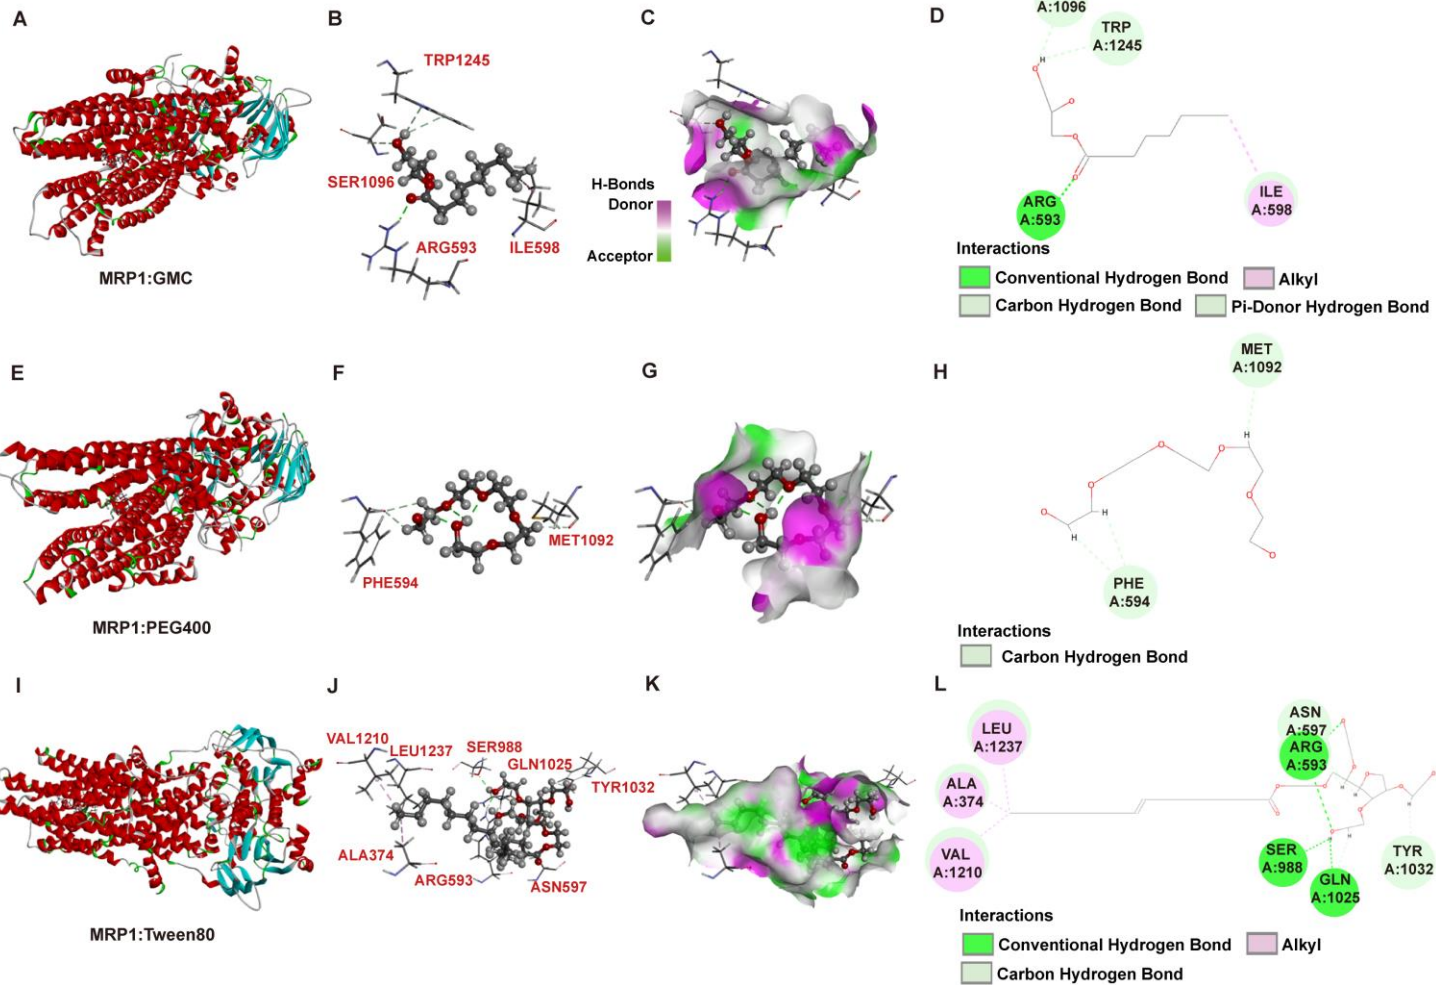 A
B
C
D
TRP1245
SER1096
ARG593
ILE598
H-Bonds
Donor
Acceptor
MRP1:GMC
A:1096
TRP
A:1245
H
O
O
O
O
ARG
A:593
ILE
A:598
Interactions
Conventional Hydrogen Bond
Alkyl
Carbon Hydrogen Bond
Pi-Donor Hydrogen Bond
E
F
G
H
PHE594
MET1092
MRP1:PEG400
MET
A:1092
H
O
O
O
O
O
H
H
O
O
PHE
A:594
Interactions
Carbon Hydrogen Bond
I
J
K
L
VAL1210
LEU1237
SER988
GLN1025
TYR1032
ALA374
ARG593
ASN597
MRP1:Tween80
LEU
A:1237
ALA
A:374
VAL
A:1210
ASN
A:597
ARG
A:593
SER
A:988
GLN
A:1025
TYR
A:1032
Interactions
Conventional Hydrogen Bond
Alkyl
Carbon Hydrogen Bond